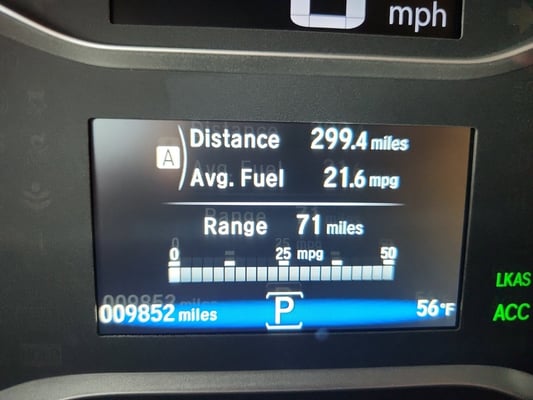 mph
A Distance 299.4 miles
Avg. Fuel 21.6 mpg
Range 71 miles
0 25 mpg 50
LKAS
009852 miles P 56°F ACC